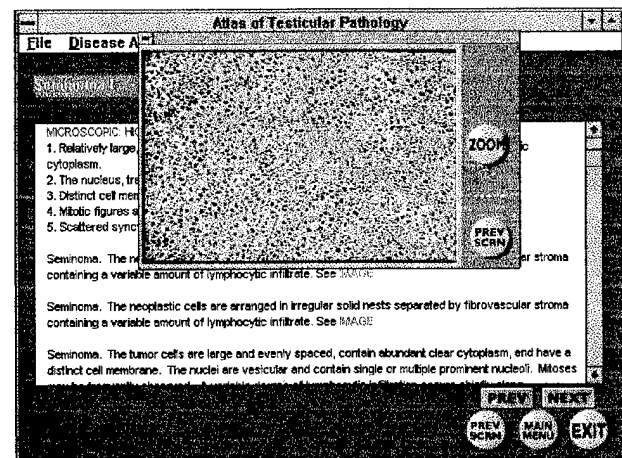 Atlas of Testicular Pathology
File Disease A
Seminoma
MICROSCOPIC: HI
1. Relatively large, ic
cytoplasm.
2. The nucleus, tre
3. Distinct cell mem
4. Mitotic figures a
5. Scattered sync
ZOOM
PREV
SCRN
Seminoma. The ne ar stroma
containing a variable amount of lymphocytic infiltrate. See IMAGE
Seminoma. The neoplastic cells are arranged in irregular solid nests separated by fibrovascular stroma
containing a variable amount of lymphocytic infiltrate. See IMAGE
Seminoma. The tumor cells are large and evenly spaced, contain abundant clear cytoplasm, and have a
distinct cell membrane. The nuclei are vesicular and contain single or multiple prominent nucleoli. Mitoses
PREV NEXT
PREV SCRN
MAIN MENU
EXIT